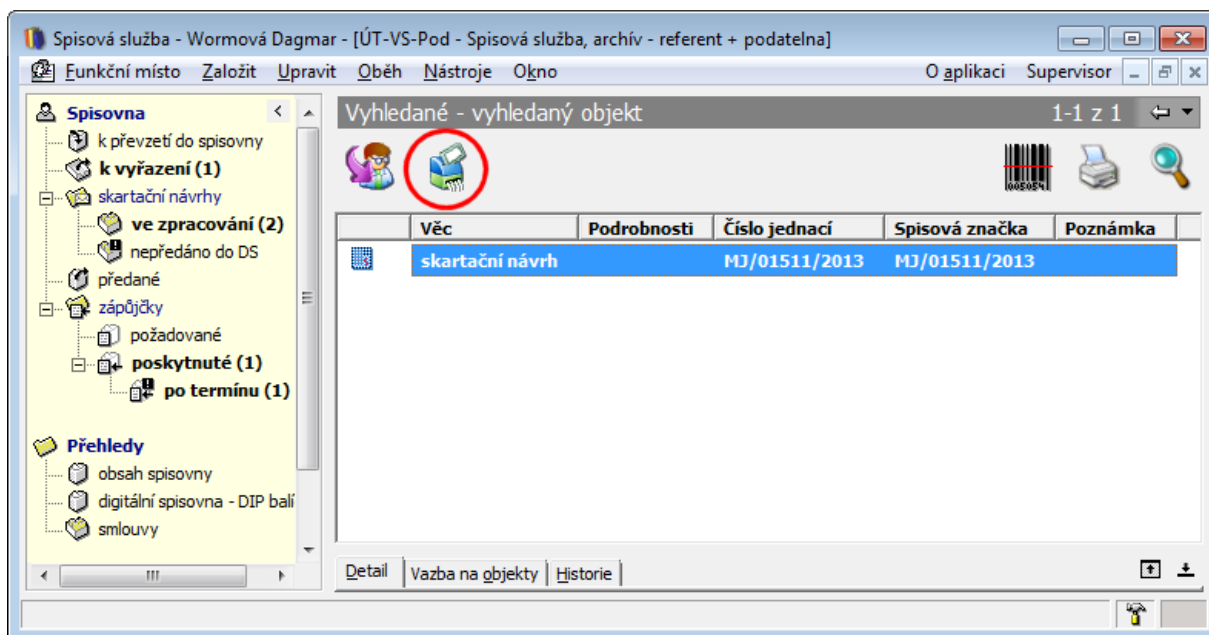 Spisová služba - Wormová Dagmar - [ÚT-VS-Pod - Spisová služba, archív - referent + podatelna]
Funkční místo Založit Upravit Oběh Nástroje Okno O aplikaci Supervisor
Spisovna
k převzetí do spisovny
k vyřazení (1)
skartační návrhy
ve zpracování (2)
nepředáno do DS
předané
zápůjčky
požadované
poskytnuté (1)
po termínu (1)
Přehledy
obsah spisovny
digitální spisovna - DIP balí
smlouvy
Vyhledané - vyhledaný objekt 1-1 z 1
005054
Věc Podrobnosti Číslo jednací Spisová značka Poznámka
skartační návrh MJ/01511/2013 MJ/01511/2013
Detail Vazba na objekty Historie